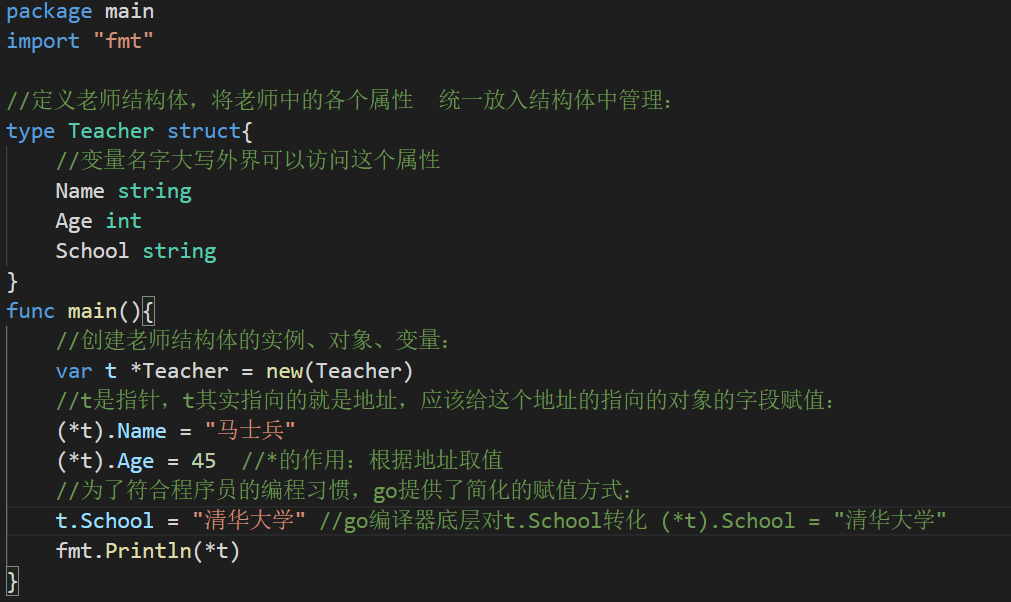 package main
import "fmt"
//定义老师结构体，将老师中的各个属性  统一放入结构体中管理：
type Teacher struct{
    //变量名字大写外界可以访问这个属性
    Name string
    Age int
    School string
}
func main(){
    //创建老师结构体的实例、对象、变量：
    var t *Teacher = new(Teacher)
    //t是指针，t其实指向的就是地址，应该给这个地址的指向的对象的字段赋值：
    (*t).Name = "马士兵"
    (*t).Age = 45  //*的作用：根据地址取值
    //为了符合程序员的编程习惯，go提供了简化的赋值方式：
    t.School = "清华大学" //go编译器底层对t.School转化 (*t).School = "清华大学"
    fmt.Println(*t)
}